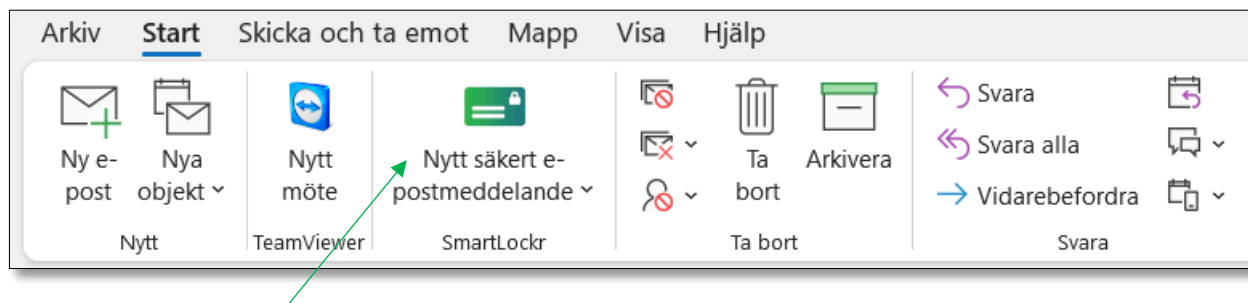 Arkiv Start Skicka och ta emot Mapp Visa Hjälp
Ny e-
post
Nya
objekt
Nytt
Nytt
möte
TeamViewer
Nytt säkert e-
postmeddelande
SmartLockr
Ta
bort
Arkivera
Ta bort
Svara
Svara alla
Vidarebefordra
Svara